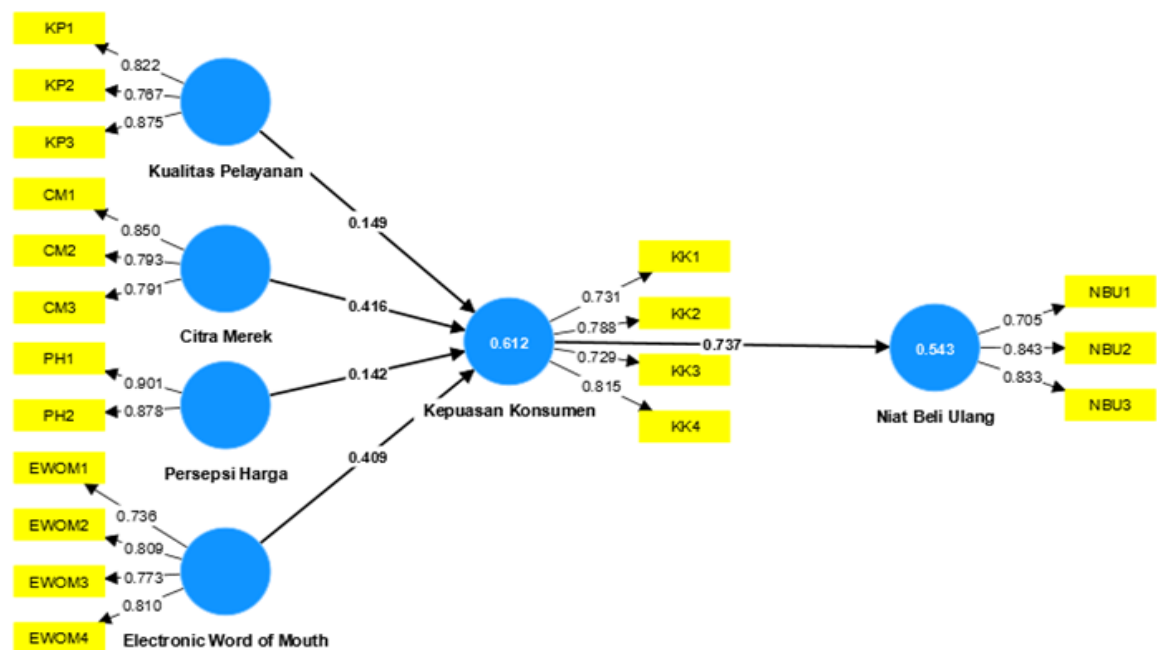 KP1
0.822
KP2
0.767
0.875
KP3
Kualitas Pelayanan
CM1
0.850
CM2
0.793
0.791
CM3
Citra Merek
PH1
0.901
PH2
0.878
Persepsi Harga
EWOM1
0.736
EWOM2
0.809
EWOM3
0.773
0.810
EWOM4
Electronic Word of Mouth
0.149
0.416
0.142
0.409
0.612
Kepuasan Konsumen
KK1
0.731
KK2
0.788
0.729
KK3
0.815
KK4
0.737
0.543
Niat Beli Ulang
NBU1
0.705
NBU2
0.843
0.833
NBU3